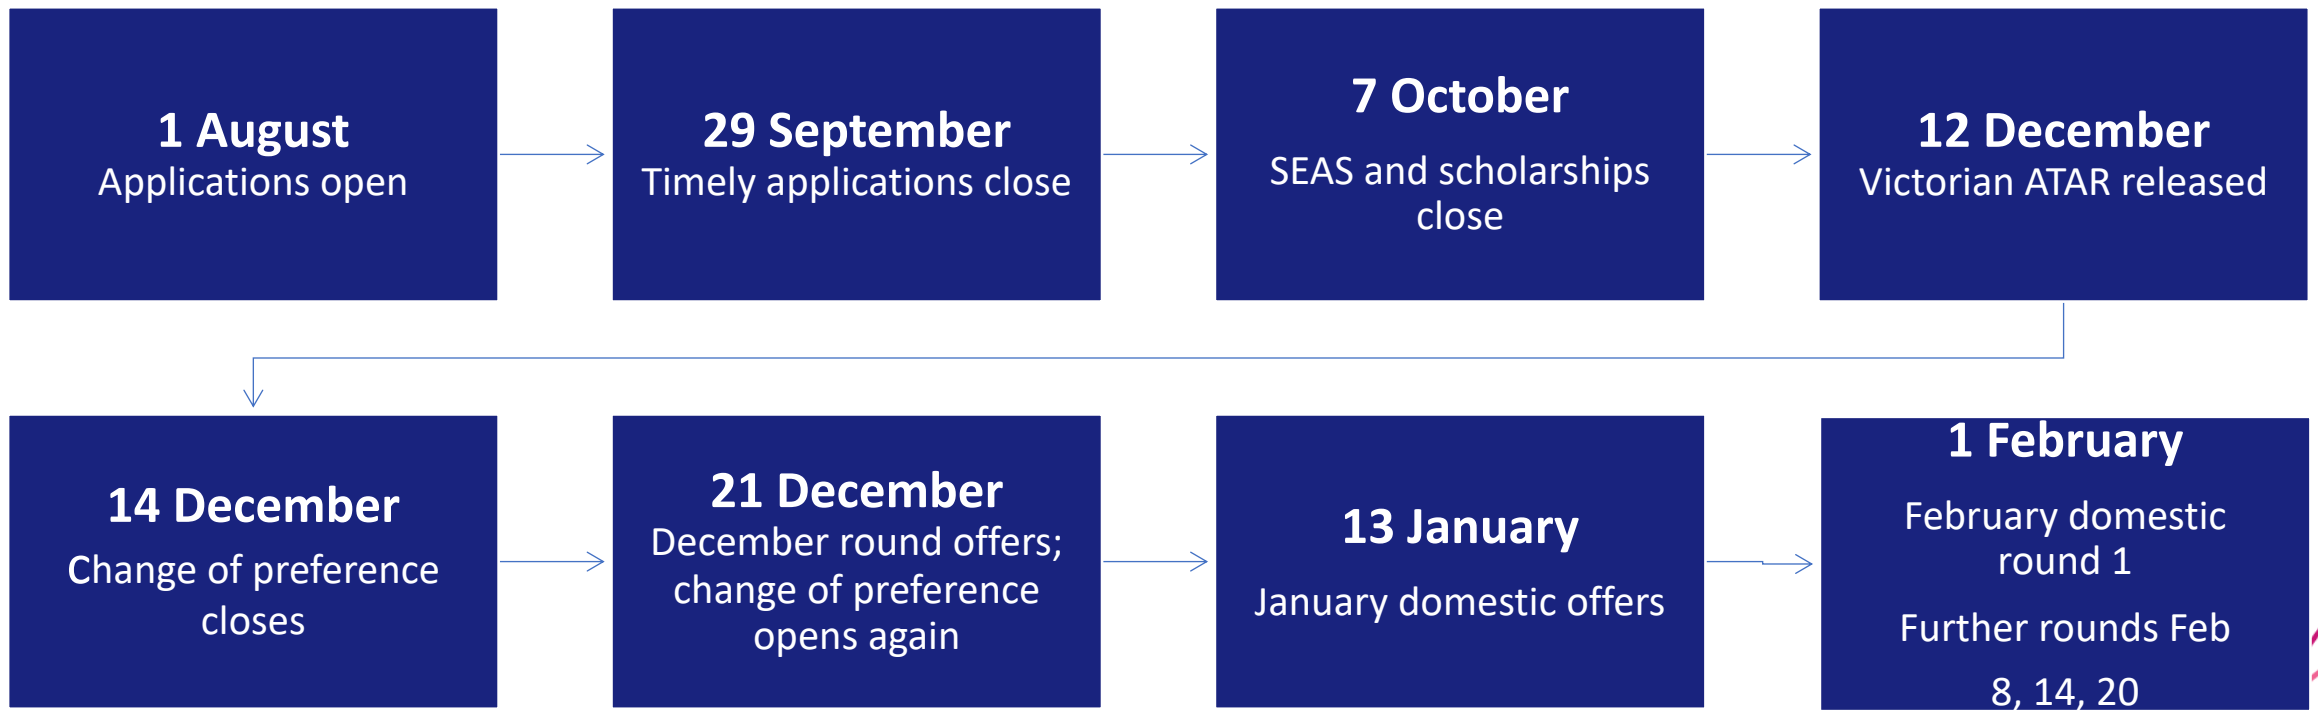 1 August
Applications open
29 September
Timely applications close
7 October
SEAS and scholarships
close
12 December
Victorian ATAR released
14 December
Change of preference
closes
21 December
December round offers;
change of preference
opens again
13 January
January domestic offers
1 February
February domestic
round 1
Further rounds Feb
8, 14, 20